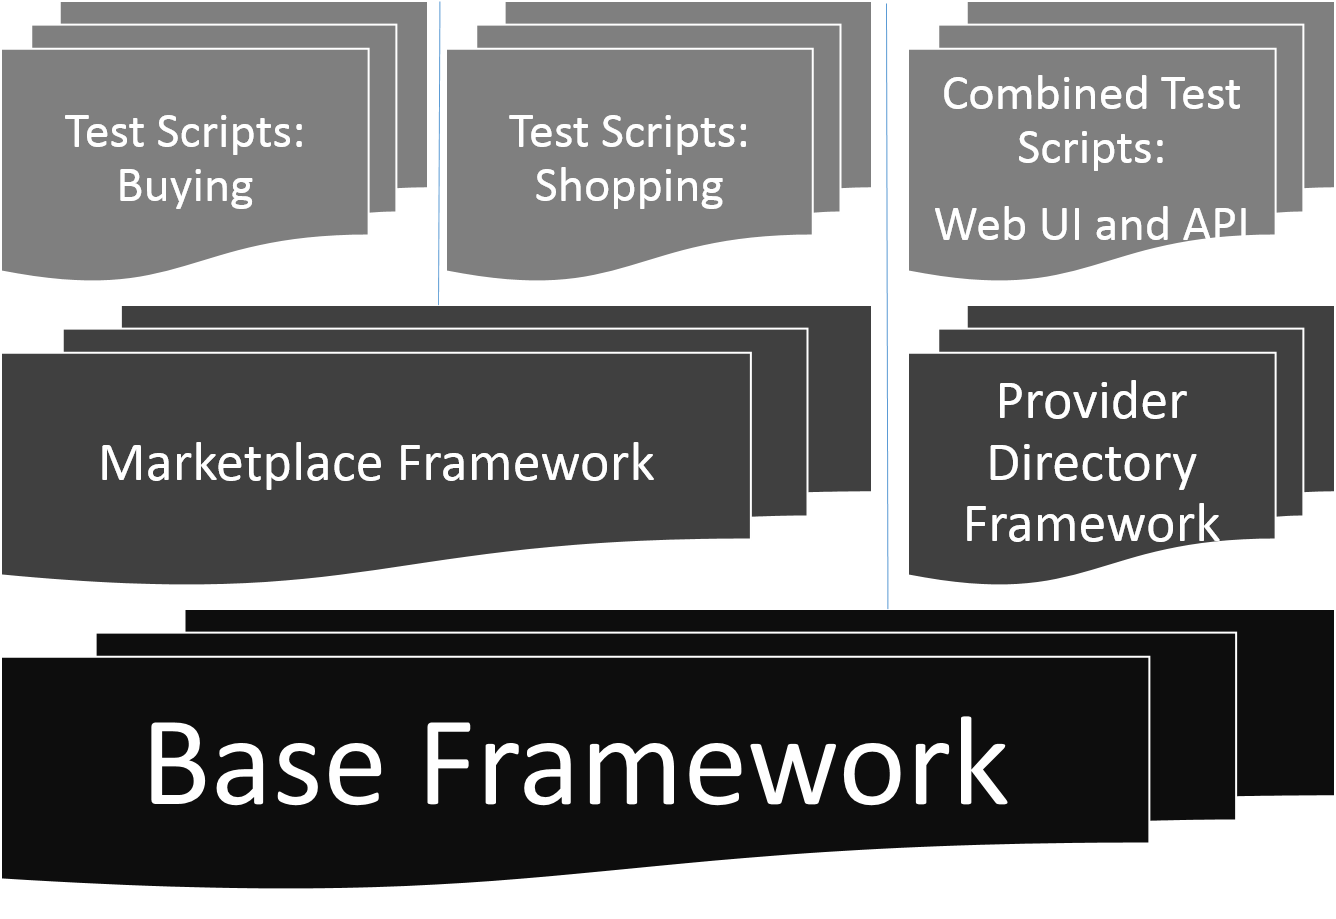 Test Scripts:
Buying
Test Scripts:
Shopping
Combined Test
Scripts:
Web UI and API
Marketplace Framework
Provider
Directory
Framework
Base Framework